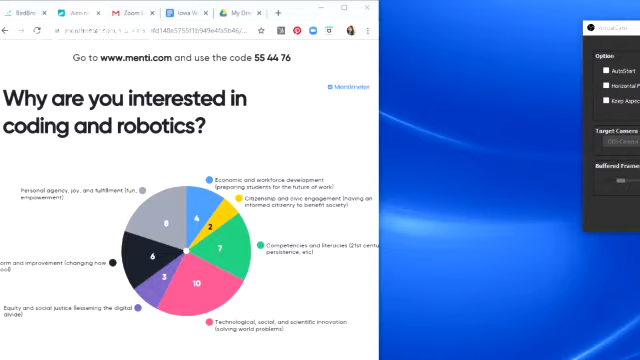 BirdBrain
Zoom
Iowa
My Dri
Go to www.menti.com and use the code 55 44 76
Mentimeter
Why are you interested in
coding and robotics?
Economic and workforce development
(preparing students for the future of work)
Personal agency, joy, and fulfillment (fun,
empowerment)
Citizenship and civic engagement (having an
informed citizenry to benefit society)
8
4
2
Competencies and literacies (21st centu
persistence, etc)
7
orm and improvement (changing how
ool)
6
3
10
Equity and social justice (lessening the digital
divide)
Technological, social, and scientific innovation
(solving world problems)
Option
AutoStart
Horizontal F
Keep Aspec
Target Camera
OBS-Camera
Buffered Frame